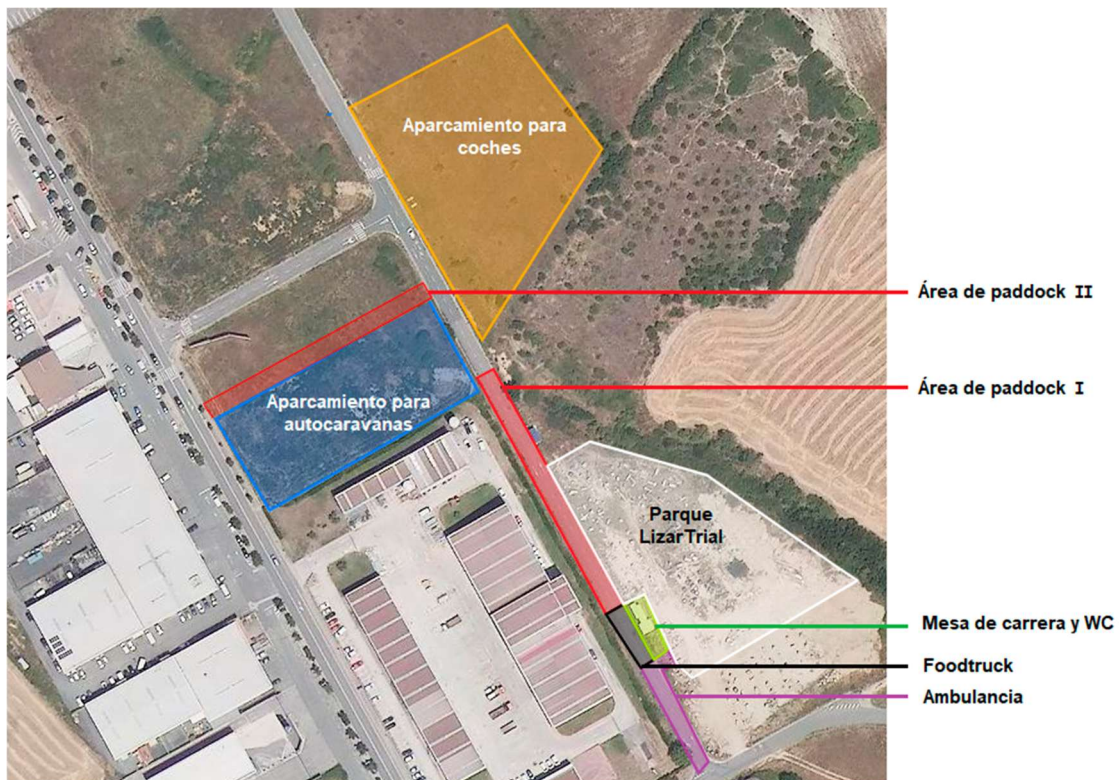 Aparcamiento para
coches
Área de paddock II
Área de paddock I
Aparcamiento para
autocaravanas
Parque
LizarTrial
Mesa de carrera y WC
Foodtruck
Ambulancia